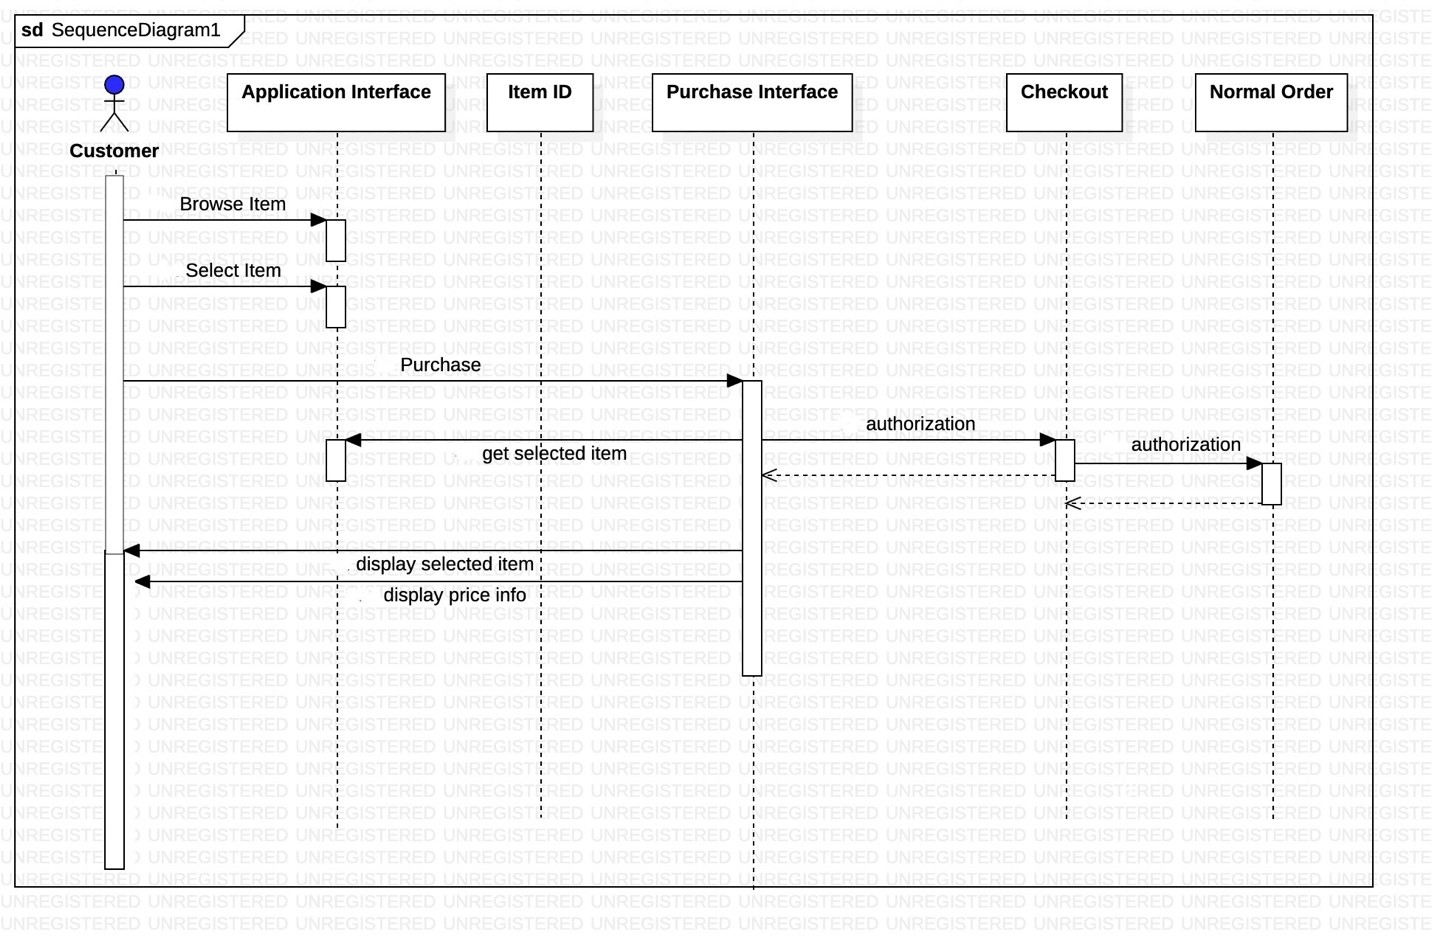 sd SequenceDiagram1
Application Interface
Item ID
Purchase Interface
Checkout
Normal Order
Customer
Browse Item
Select Item
Purchase
authorization
authorization
get selected item
display selected item
display price info
UNREGISTERED